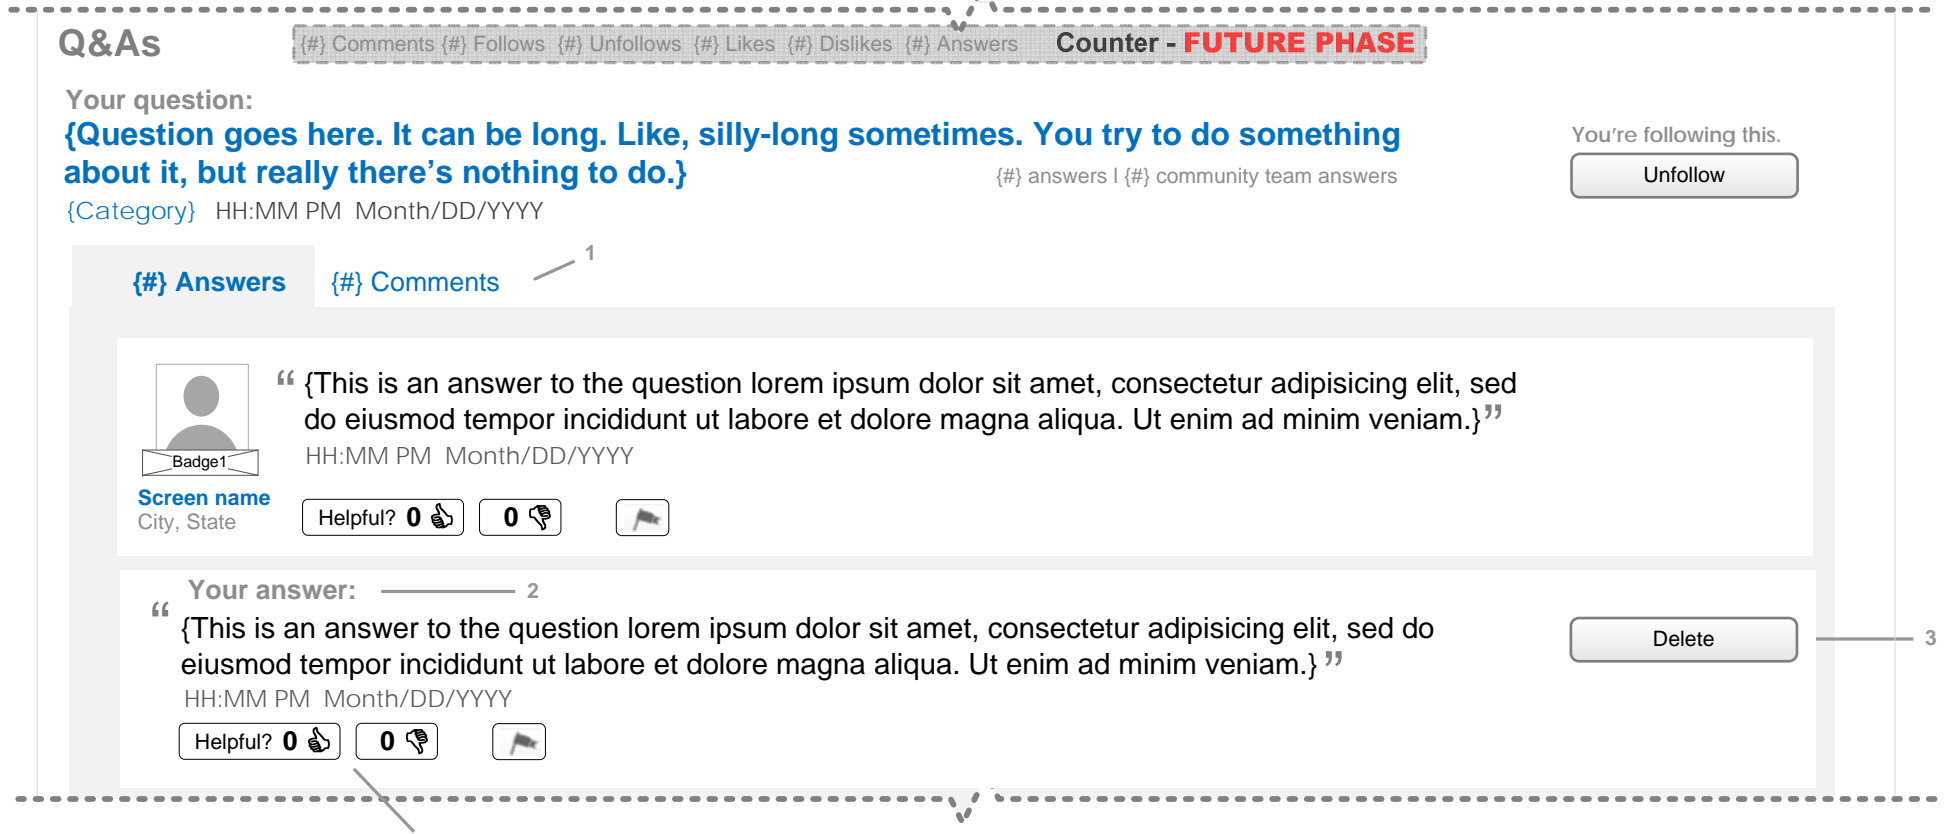 Q&As
{#} Comments {#} Follows {#} Unfollows {#} Likes {#} Dislikes {#} Answers Counter - FUTURE PHASE
Your question:
{Question goes here. It can be long. Like, silly-long sometimes. You try to do something
about it, but really there’s nothing to do.}
{#} answers I {#} community team answers
You’re following this.
Unfollow
{Category} HH:MM PM Month/DD/YYYY
{#} Answers {#} Comments
1
“ {This is an answer to the question lorem ipsum dolor sit amet, consectetur adipisicing elit, sed
do eiusmod tempor incididunt ut labore et dolore magna aliqua. Ut enim ad minim veniam.} ”
HH:MM PM Month/DD/YYYY
Badge1
Screen name
City, State
Helpful? 0 0
Your answer:
2
“ {This is an answer to the question lorem ipsum dolor sit amet, consectetur adipisicing elit, sed do
eiusmod tempor incididunt ut labore et dolore magna aliqua. Ut enim ad minim veniam.} ”
Delete
3
HH:MM PM Month/DD/YYYY
Helpful? 0 0